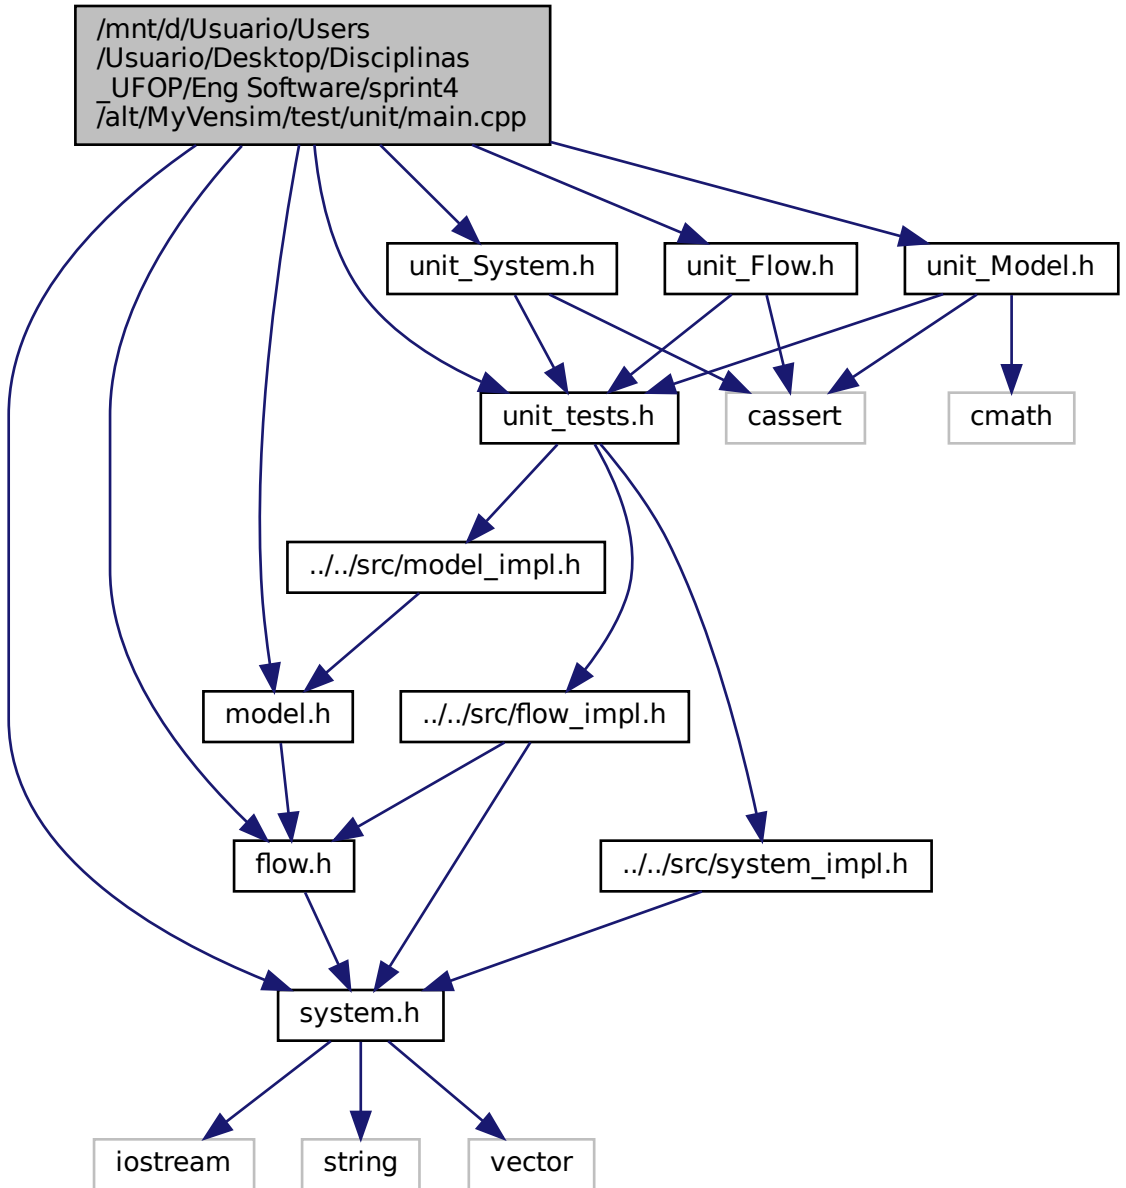 /mnt/d/Usuario/Users
/Usuario/Desktop/Disciplinas
_UFOP/Eng Software/sprint4
/alt/MyVensim/test/unit/main.cpp
unit_System.h
unit_Flow.h
unit_Model.h
unit_tests.h
cassert
cmath
../../src/model_impl.h
model.h
../../src/flow_impl.h
flow.h
../../src/system_impl.h
system.h
iostream
string
vector